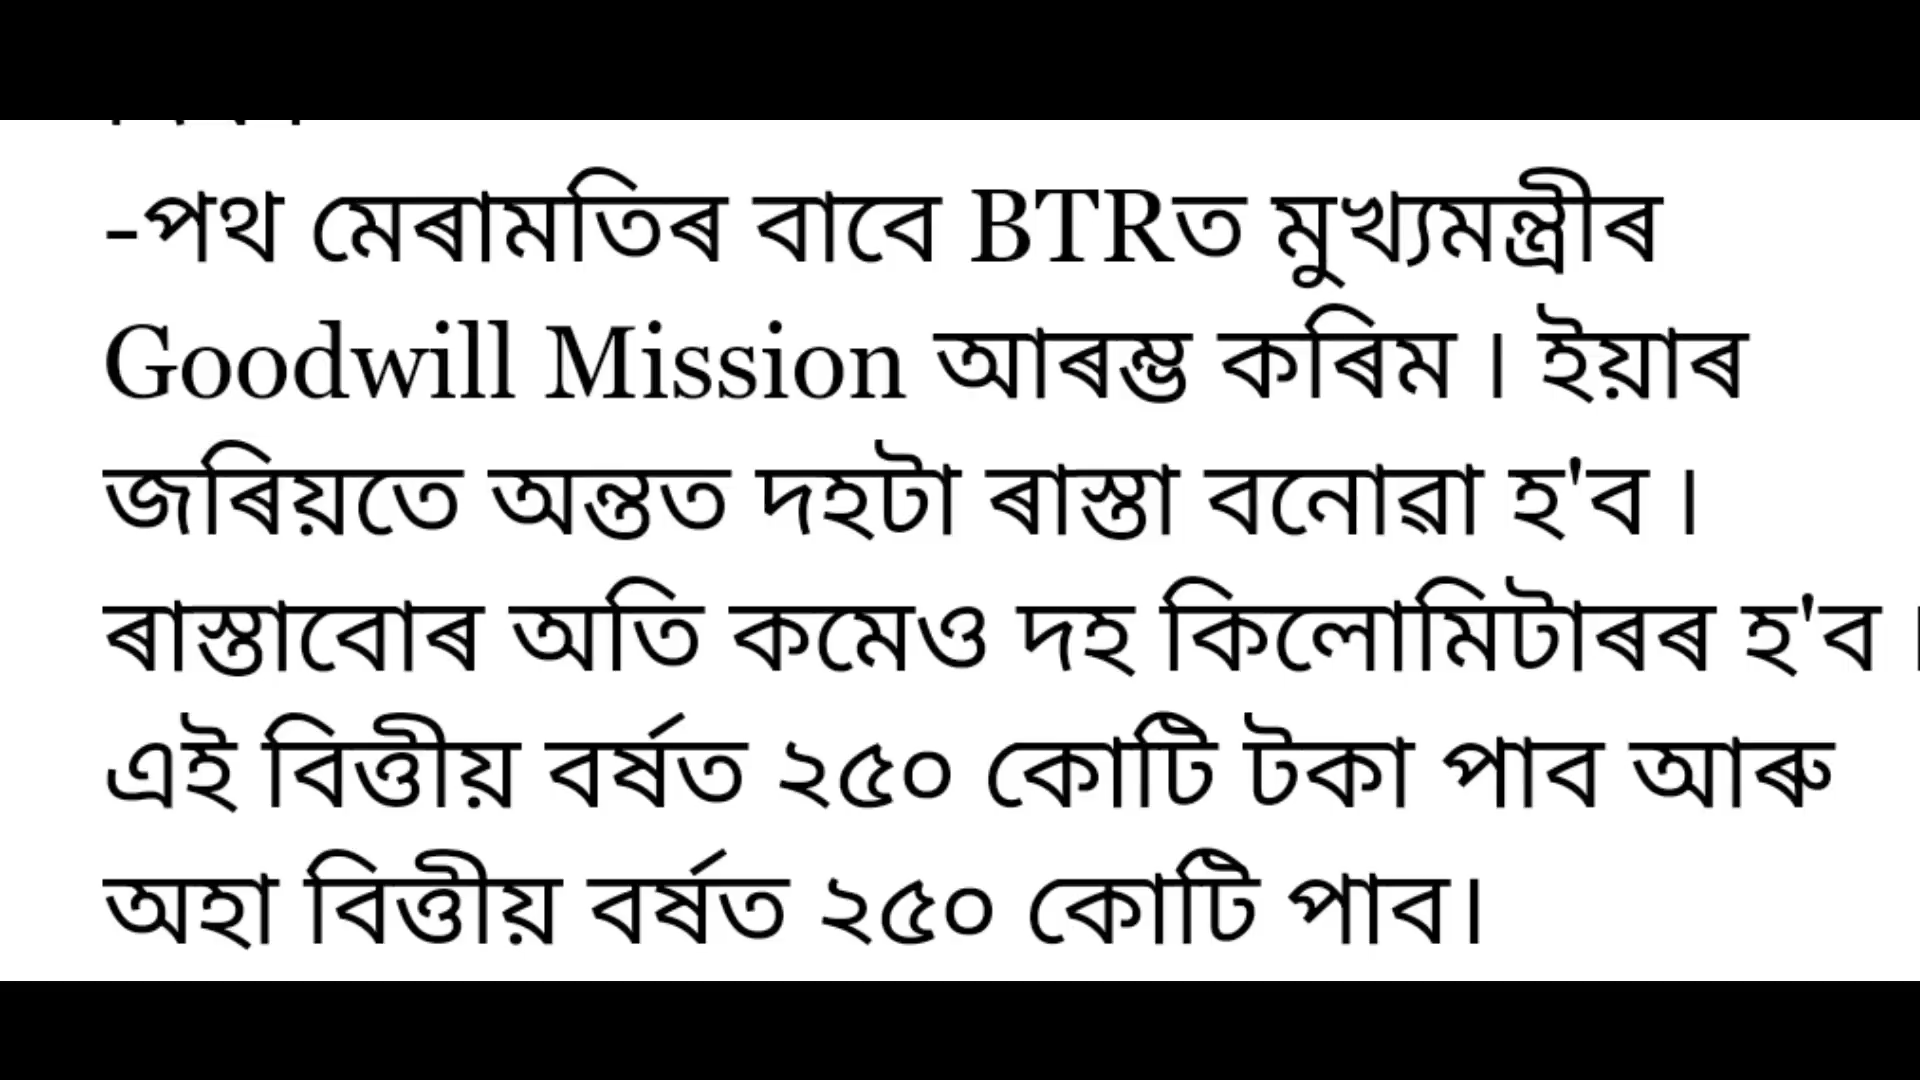 -পথ মেৰামতিৰ বাবে BTRত মুখ্যমন্ত্ৰীৰ
Goodwill Mission আৰম্ভ কৰিম । ইয়াৰ
জৰিয়তে অন্তত দহটা ৰাস্তা বনোৱা হ'ব ।
ৰাস্তাবোৰ অতি কমেও দহ কিলোমিটাৰৰ হ'ব ।
এই বিত্তীয় বৰ্ষত ২৫০ কোটি টকা পাব আৰু
অহা বিত্তীয় বৰ্ষত ২৫০ কোটি পাব।